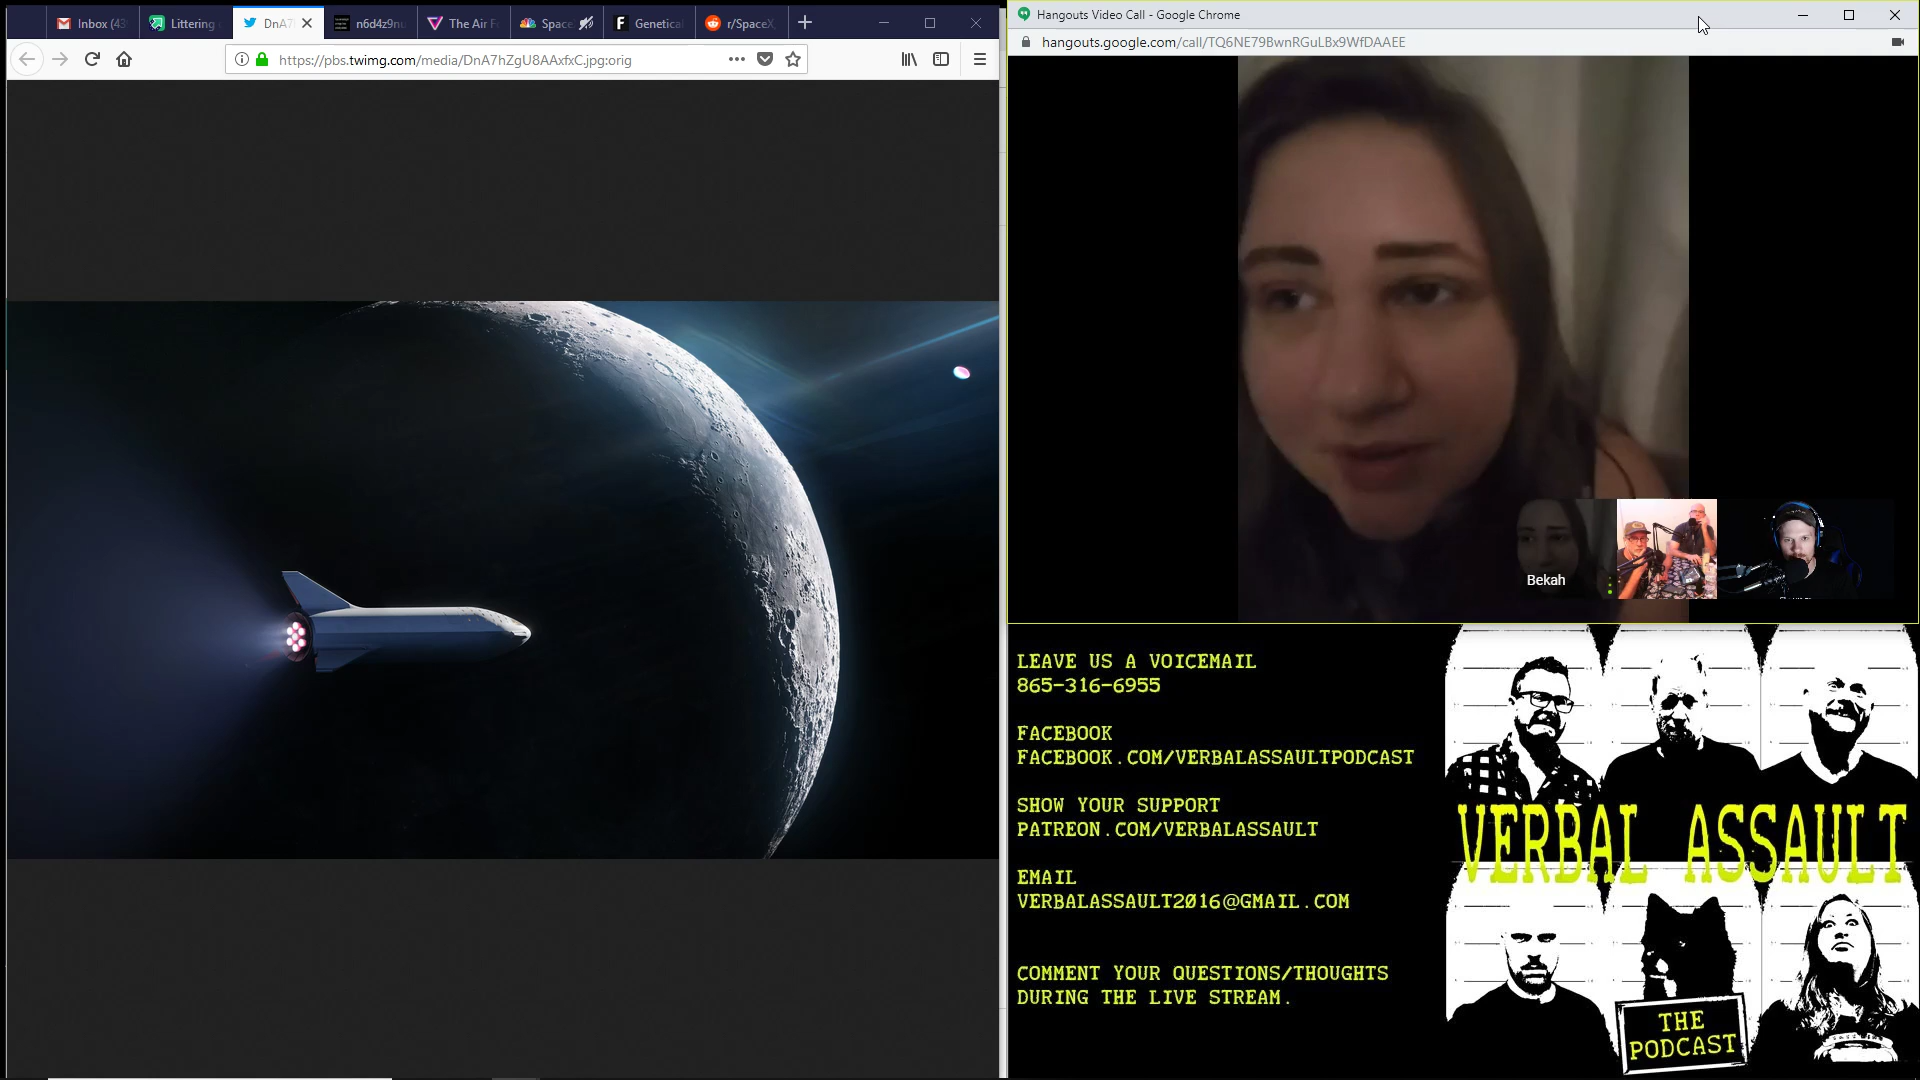 Inbox (43
Littering
DnA7
n6d4z9nu
The Air F
Space
Genetical
r/SpaceX
https://pbs.twimg.com/media/DnA7hZgU8AAxfxC.jpg:orig
Hangouts Video Call - Google Chrome
hangouts.google.com/call/TQ6NE79BwnRGuLBx9WfDAAEE
Bekah
LEAVE US A VOICEMAIL
865-316-6955
FACEBOOK
FACEBOOK.COM/VERBALASSAULTPODCAST
SHOW YOUR SUPPORT
PATREON.COM/VERBALASSAULT
EMAIL
VERBALASSAULT2016@GMAIL.COM
COMMENT YOUR QUESTIONS/THOUGHTS
DURING THE LIVE STREAM.
VERBAL ASSAULT
THE
PODCAST